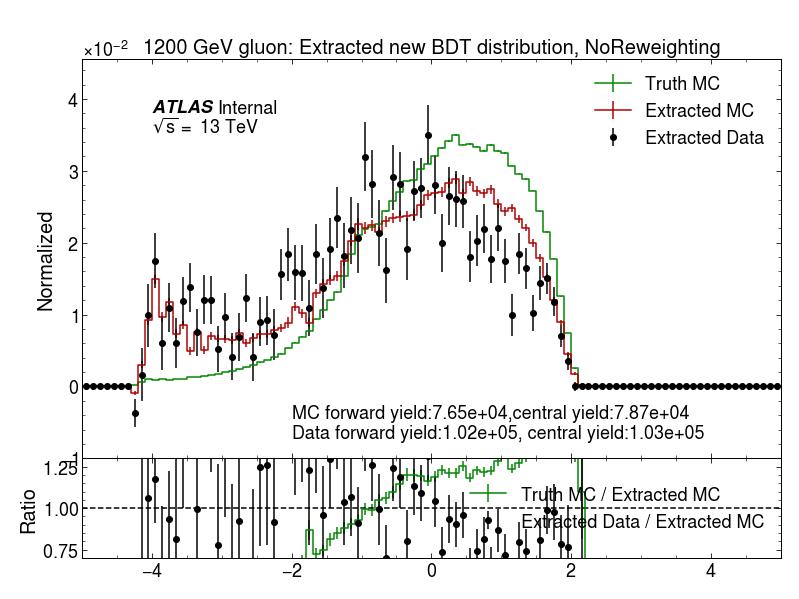 ×10⁻² 1200 GeV gluon: Extracted new BDT distribution, NoReweighting
ATLAS Internal
√s = 13 TeV
Truth MC
Extracted MC
Extracted Data
Normalized
4
3
2
1
0
MC forward yield:7.65e+04,central yield:7.87e+04
Data forward yield:1.02e+05, central yield:1.03e+05
1
Ratio
1.25
1.00
0.75
Truth MC / Extracted MC
Extracted Data / Extracted MC
−4 −2 0 2 4